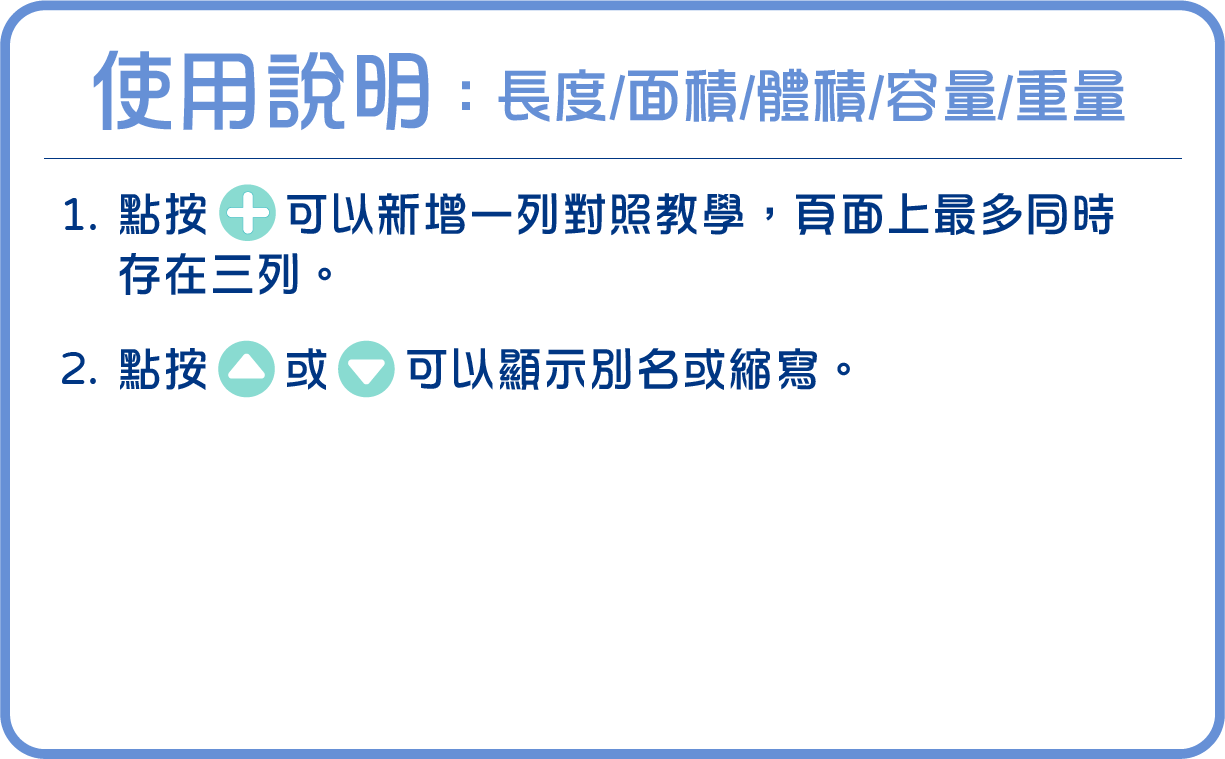 使用說明：長度/面積/體積/容量/重量
1. 點按 可以新增一列對照教學，頁面上最多同時
存在三列。
2. 點按 或 可以顯示別名或縮寫。